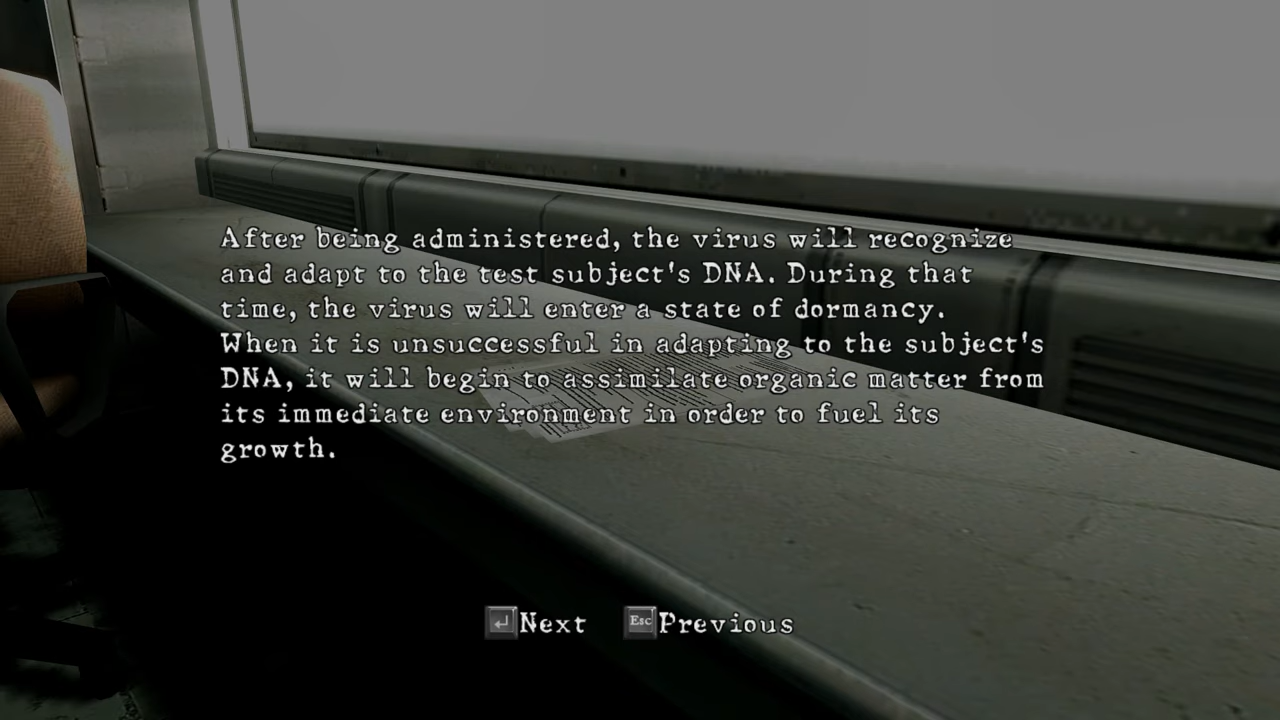 After being administered, the virus will recognize
and adapt to the test subject's DNA. During that
time, the virus will enter a state of dormancy.
When it is unsuccessful in adapting to the subject's
DNA, it will begin to assimilate organic matter from
its immediate environment in order to fuel its
growth.
Next Esc Previous